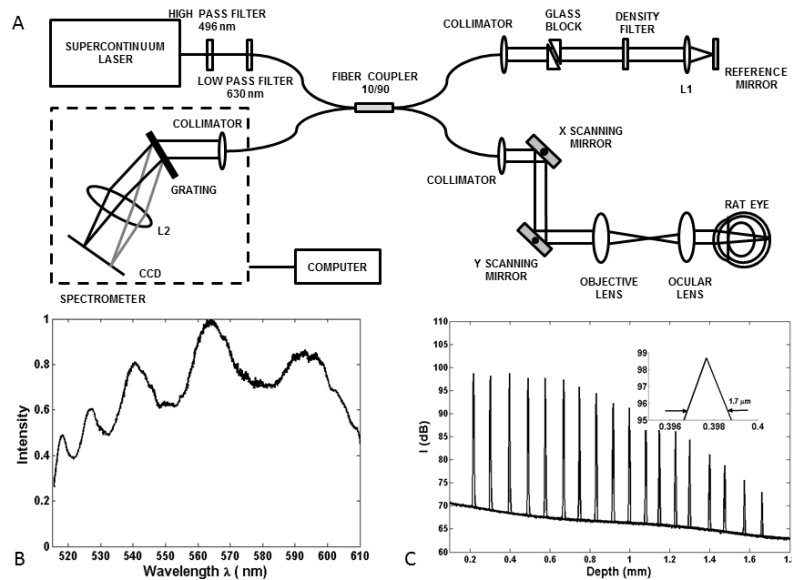 A
SUPERCONTINUUM
LASER
HIGH PASS FILTER
496 nm
LOW PASS FILTER
630 nm
FIBER COUPLER
10/90
COLLIMATOR
GLASS
BLOCK
DENSITY
FILTER
L1
REFERENCE
MIRROR
COLLIMATOR
GRATING
L2
CCD
SPECTROMETER
COMPUTER
COLLIMATOR
X SCANNING
MIRROR
Y SCANNING
MIRROR
OBJECTIVE
LENS
OCULAR
LENS
RAT EYE
B
Intensity
1
0.8
0.6
0.4
0.2
0
520 530 540 550 560 570 580 590 600 610
Wavelength λ ( nm)
C
I (dB)
110
105
100
95
90
85
80
75
70
65
60
0.2 0.4 0.6 0.8 1.0 1.2 1.4 1.6 1.8
Depth (mm)
99
98
97
96
95
1.7 μm
0.396 0.398 0.4